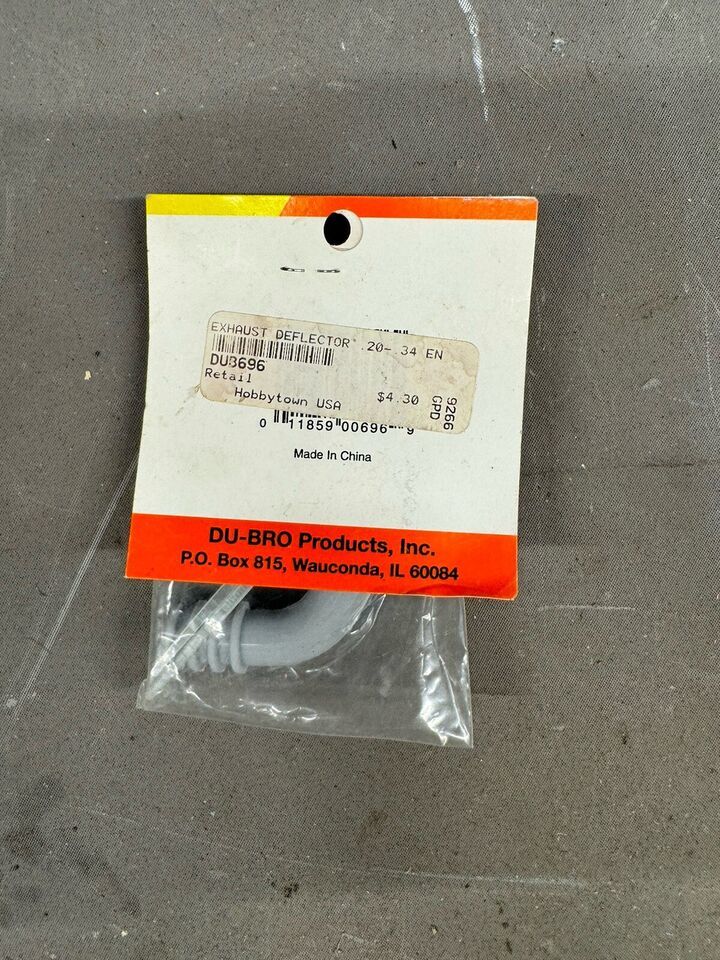 EXHAUST DEFLECTOR .20-.34 EN
DUB696
Retail
Hobbytown USA
$4.30
9266
GPD
0 11859 00696 9
Made In China
DU-BRO Products, Inc.
P.O. Box 815, Wauconda, IL 60084